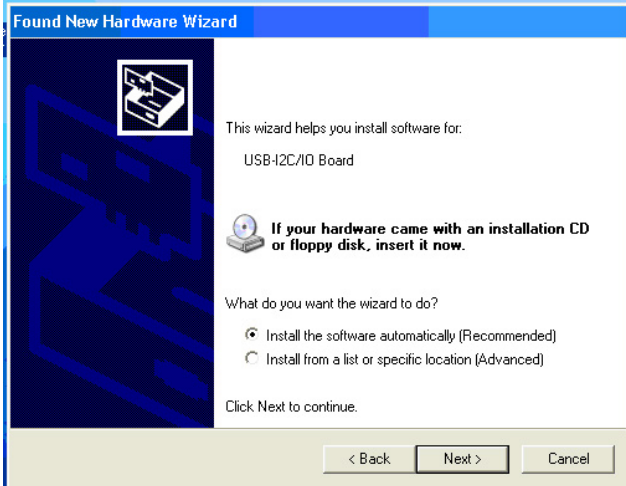 Found New Hardware Wizard
This wizard helps you install software for:
USB-I2C/IO Board
If your hardware came with an installation CD
or floppy disk, insert it now.
What do you want the wizard to do?
Install the software automatically (Recommended)
Install from a list or specific location (Advanced)
Click Next to continue.
< Back
Next >
Cancel